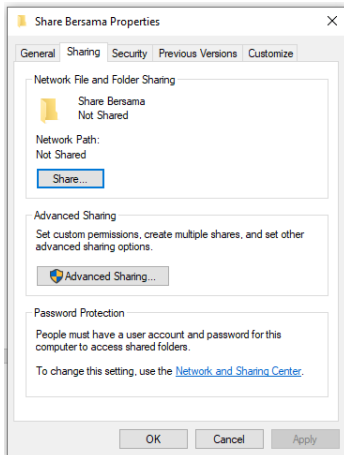 Share Bersama Properties
General Sharing Security Previous Versions Customize
Network File and Folder Sharing
Share Bersama
Not Shared
Network Path:
Not Shared
Share...
Advanced Sharing
Set custom permissions, create multiple shares, and set other
advanced sharing options.
Advanced Sharing...
Password Protection
People must have a user account and password for this
computer to access shared folders.
To change this setting, use the Network and Sharing Center.
OK Cancel Apply